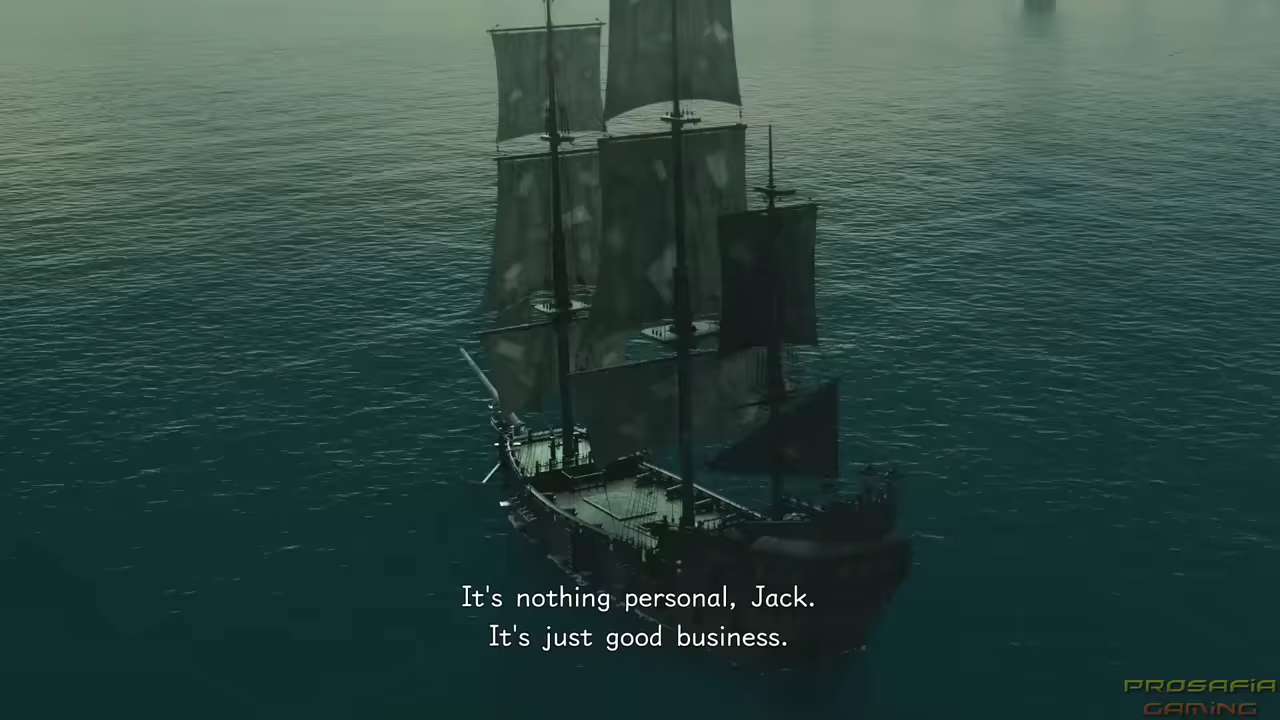 It's nothing personal, Jack.
It's just good business.
PROSAFiA
GAMiNG